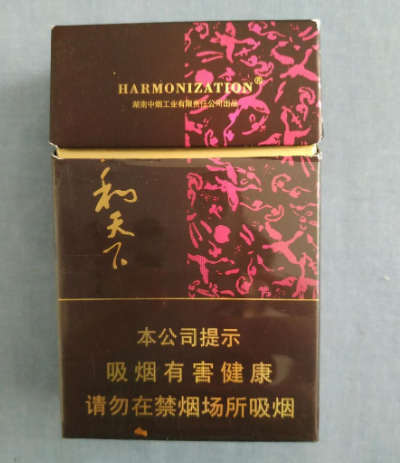 HARMONIZATION®
湖南中烟工业有限责任公司出品
和天下
本公司提示
吸烟有害健康
请勿在禁烟场所吸烟